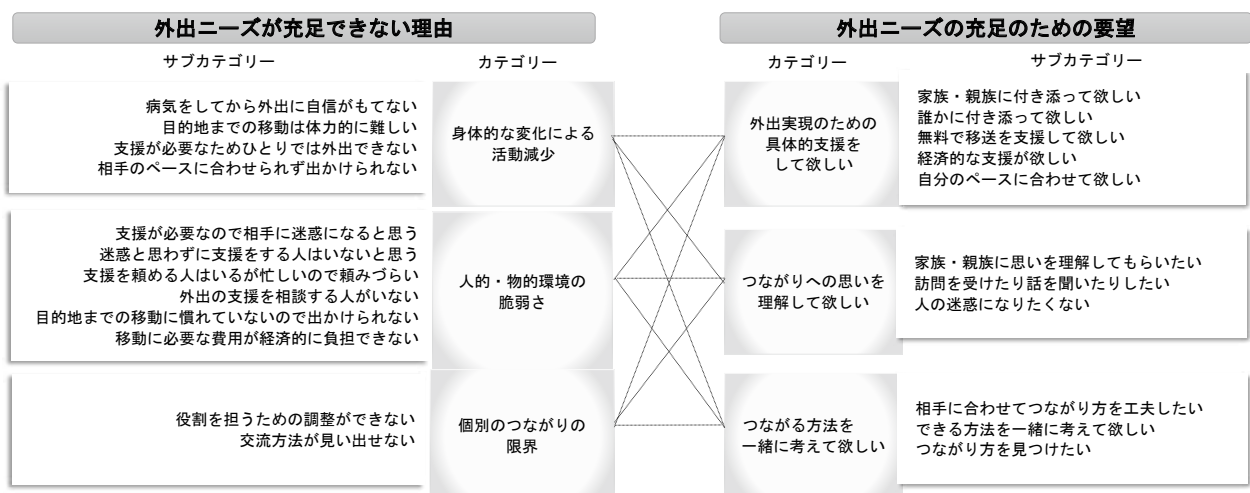 外出ニーズが充足できない理由
サブカテゴリー
カテゴリー
病気をしてから外出に自信がもてない
目的地までの移動は体力的に難しい
支援が必要なためひとりでは外出できない
相手のペースに合わせられず出かけられない
身体的な変化による
活動減少
支援が必要なので相手に迷惑になると思う
迷惑と思わずに支援をする人はいないと思う
支援を頼める人はいるが忙しいので頼みづらい
外出の支援を相談する人がいない
目的地までの移動に慣れていないので出かけられない
移動に必要な費用が経済的に負担できない
人的・物的環境の
脆弱さ
役割を担うための調整ができない
交流方法が見い出せない
個別のつながりの
限界
外出ニーズの充足のための要望
カテゴリー
サブカテゴリー
外出実現のための
具体的支援を
して欲しい
家族・親族に付き添って欲しい
誰かに付き添って欲しい
無料で移送を支援して欲しい
経済的な支援が欲しい
自分のペースに合わせて欲しい
つながりへの思いを
理解して欲しい
家族・親族に思いを理解してもらいたい
訪問を受けたり話を聞いたりしたい
人の迷惑になりたくない
つながる方法を
一緒に考えて欲しい
相手に合わせてつながり方を工夫したい
できる方法を一緒に考えて欲しい
つながり方を見つけたい